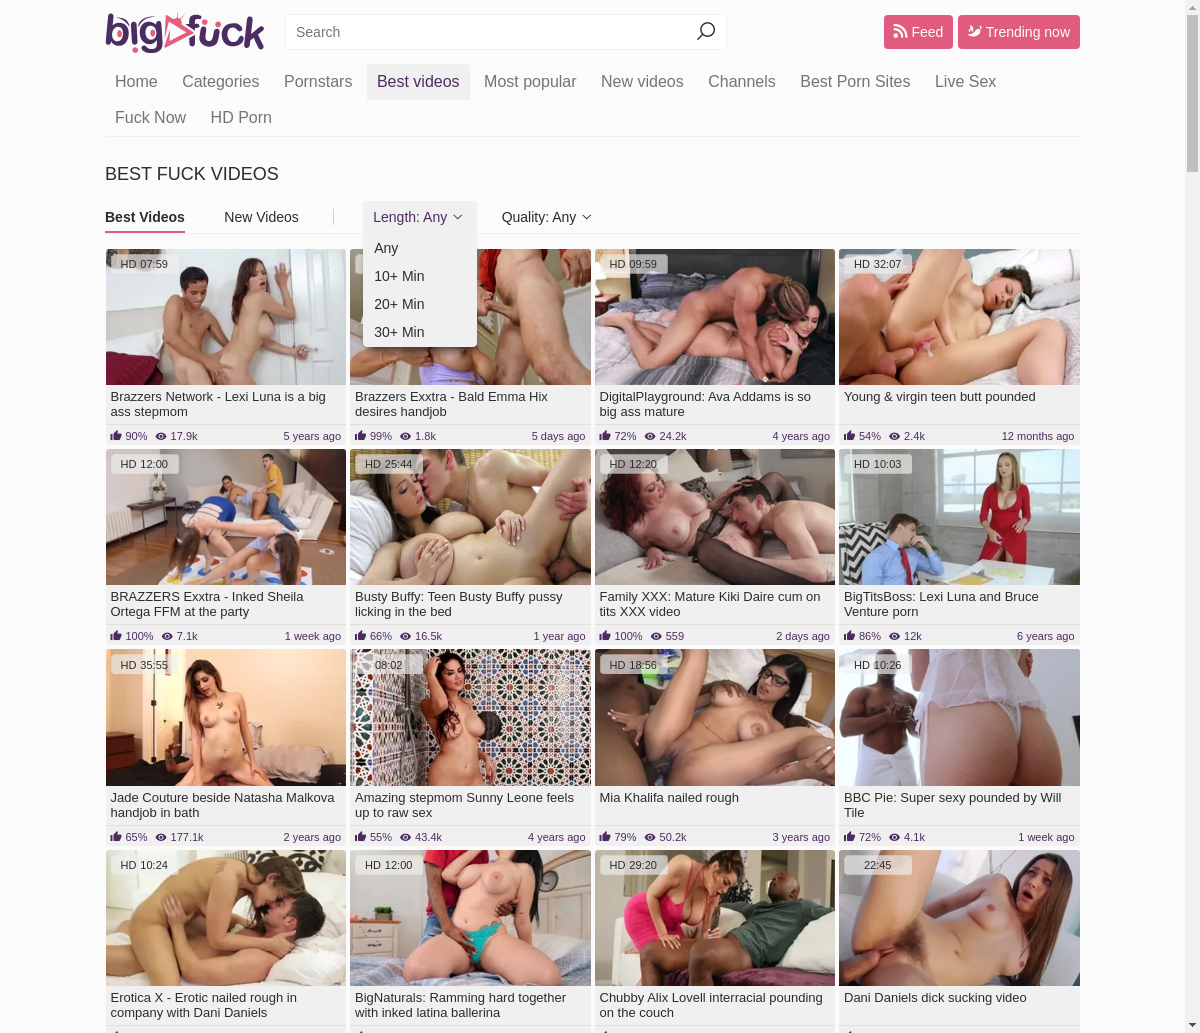 bigfuck
Search
Feed
Trending now
Home Categories Pornstars Best videos Most popular New videos Channels Best Porn Sites Live Sex
Fuck Now HD Porn
BEST FUCK VIDEOS
Best Videos New Videos Length: Any Quality: Any
Any
10+ Min
20+ Min
30+ Min
HD 07:59
Brazzers Network - Lexi Luna is a big
ass stepmom
90% 17.9k 5 years ago
Brazzers Exxtra - Bald Emma Hix
desires handjob
99% 1.8k 5 days ago
HD 09:59
DigitalPlayground: Ava Addams is so
big ass mature
72% 24.2k 4 years ago
HD 32:07
Young & virgin teen butt pounded
54% 2.4k 12 months ago
HD 12:00
BRAZZERS Exxtra - Inked Sheila
Ortega FFM at the party
100% 7.1k 1 week ago
HD 25:44
Busty Buffy: Teen Busty Buffy pussy
licking in the bed
66% 16.5k 1 year ago
HD 12:20
Family XXX: Mature Kiki Daire cum on
tits XXX video
100% 559 2 days ago
HD 10:03
BigTitsBoss: Lexi Luna and Bruce
Venture porn
86% 12k 6 years ago
HD 35:55
Jade Couture beside Natasha Malkova
handjob in bath
65% 177.1k 2 years ago
08:02
Amazing stepmom Sunny Leone feels
up to raw sex
55% 43.4k 4 years ago
HD 18:56
Mia Khalifa nailed rough
79% 50.2k 3 years ago
HD 10:26
BBC Pie: Super sexy pounded by Will
Tile
72% 4.1k 1 week ago
HD 10:24
Erotica X - Erotic nailed rough in
company with Dani Daniels
HD 12:00
BigNaturals: Ramming hard together
with inked latina ballerina
HD 29:20
Chubby Alix Lovell interracial pounding
on the couch
22:45
Dani Daniels dick sucking video